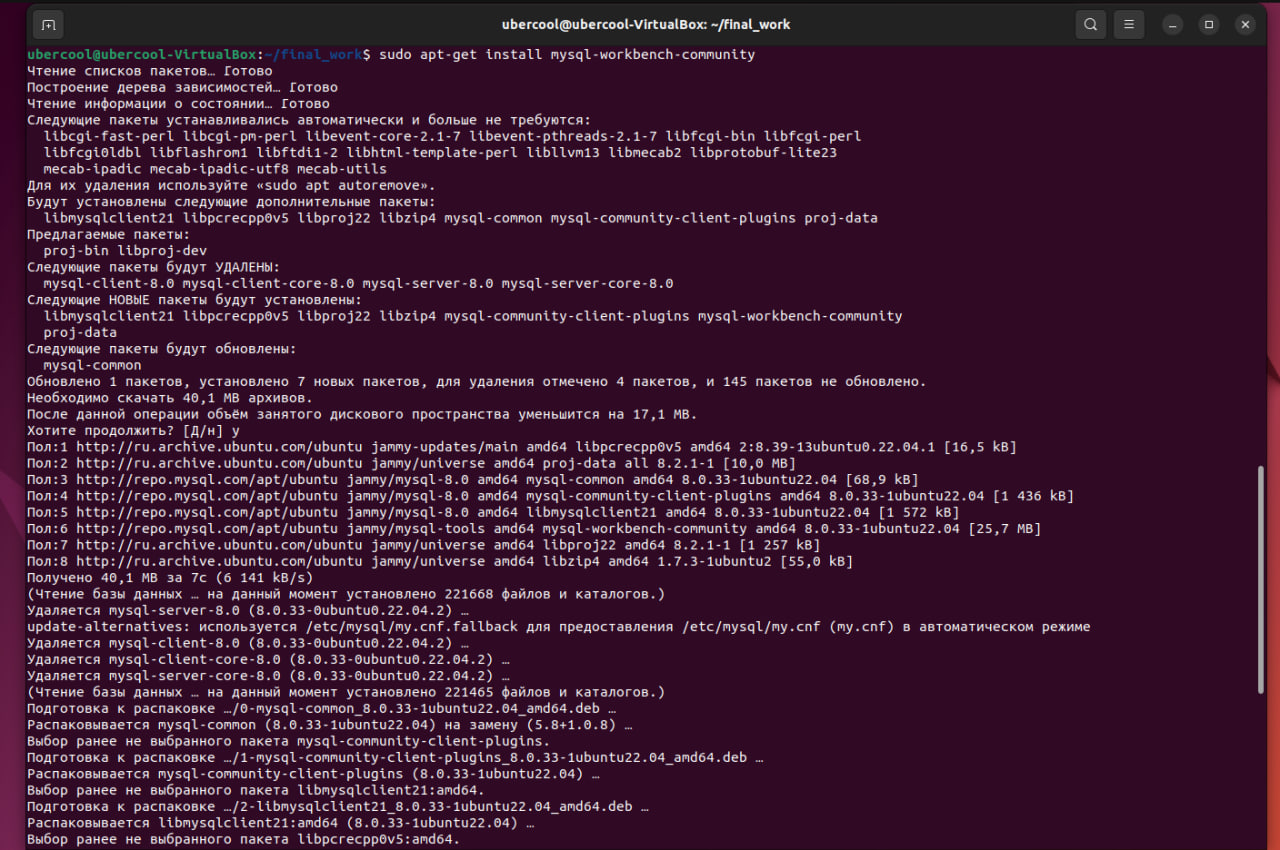 ubercool@ubercool-VirtualBox: ~/final_work
ubercool@ubercool-VirtualBox:~/final_work$ sudo apt-get install mysql-workbench-community
Чтение списков пакетов… Готово
Построение дерева зависимостей… Готово
Чтение информации о состоянии… Готово
Следующие пакеты устанавливались автоматически и больше не требуются:
  libcgi-fast-perl libcgi-pm-perl libevent-core-2.1-7 libevent-pthreads-2.1-7 libfcgi-bin libfcgi-perl
  libfcgi0ldbl libflashrom1 libftdi1-2 libhtml-template-perl libllvm13 libmecab2 libprotobuf-lite23
  mecab-ipadic mecab-ipadic-utf8 mecab-utils
Для их удаления используйте «sudo apt autoremove».
Будут установлены следующие дополнительные пакеты:
  libmysqlclient21 libpcrecpp0v5 libproj22 libzip4 mysql-common mysql-community-client-plugins proj-data
Предлагаемые пакеты:
  proj-bin libproj-dev
Следующие пакеты будут УДАЛЕНЫ:
  mysql-client-8.0 mysql-client-core-8.0 mysql-server-8.0 mysql-server-core-8.0
Следующие НОВЫЕ пакеты будут установлены:
  libmysqlclient21 libpcrecpp0v5 libproj22 libzip4 mysql-community-client-plugins mysql-workbench-community
  proj-data
Следующие пакеты будут обновлены:
  mysql-common
Обновлено 1 пакетов, установлено 7 новых пакетов, для удаления отмечено 4 пакетов, и 145 пакетов не обновлено.
Необходимо скачать 40,1 MB архивов.
После данной операции объём занятого дискового пространства уменьшится на 17,1 MB.
Хотите продолжить? [Д/н] y
Пол:1 http://ru.archive.ubuntu.com/ubuntu jammy-updates/main amd64 libpcrecpp0v5 amd64 2:8.39-13ubuntu0.22.04.1 [16,5 kB]
Пол:2 http://ru.archive.ubuntu.com/ubuntu jammy/universe amd64 proj-data all 8.2.1-1 [10,0 MB]
Пол:3 http://repo.mysql.com/apt/ubuntu jammy/mysql-8.0 amd64 mysql-common amd64 8.0.33-1ubuntu22.04 [68,9 kB]
Пол:4 http://repo.mysql.com/apt/ubuntu jammy/mysql-8.0 amd64 mysql-community-client-plugins amd64 8.0.33-1ubuntu22.04 [1 436 kB]
Пол:5 http://repo.mysql.com/apt/ubuntu jammy/mysql-8.0 amd64 libmysqlclient21 amd64 8.0.33-1ubuntu22.04 [1 572 kB]
Пол:6 http://repo.mysql.com/apt/ubuntu jammy/mysql-tools amd64 mysql-workbench-community amd64 8.0.33-1ubuntu22.04 [25,7 MB]
Пол:7 http://ru.archive.ubuntu.com/ubuntu jammy/universe amd64 libproj22 amd64 8.2.1-1 [1 257 kB]
Пол:8 http://ru.archive.ubuntu.com/ubuntu jammy/universe amd64 libzip4 amd64 1.7.3-1ubuntu2 [55,0 kB]
Получено 40,1 MB за 7с (6 141 kB/s)
(Чтение базы данных … на данный момент установлено 221668 файлов и каталогов.)
Удаляется mysql-server-8.0 (8.0.33-0ubuntu0.22.04.2) …
update-alternatives: используется /etc/mysql/my.cnf.fallback для предоставления /etc/mysql/my.cnf (my.cnf) в автоматическом режиме
Удаляется mysql-client-8.0 (8.0.33-0ubuntu0.22.04.2) …
Удаляется mysql-client-core-8.0 (8.0.33-0ubuntu0.22.04.2) …
Удаляется mysql-server-core-8.0 (8.0.33-0ubuntu0.22.04.2) …
(Чтение базы данных … на данный момент установлено 221465 файлов и каталогов.)
Подготовка к распаковке …/0-mysql-common_8.0.33-1ubuntu22.04_amd64.deb …
Распаковывается mysql-common (8.0.33-1ubuntu22.04) на замену (5.8+1.0.8) …
Выбор ранее не выбранного пакета mysql-community-client-plugins.
Подготовка к распаковке …/1-mysql-community-client-plugins_8.0.33-1ubuntu22.04_amd64.deb …
Распаковывается mysql-community-client-plugins (8.0.33-1ubuntu22.04) …
Выбор ранее не выбранного пакета libmysqlclient21:amd64.
Подготовка к распаковке …/2-libmysqlclient21_8.0.33-1ubuntu22.04_amd64.deb …
Распаковывается libmysqlclient21:amd64 (8.0.33-1ubuntu22.04) …
Выбор ранее не выбранного пакета libpcrecpp0v5:amd64.